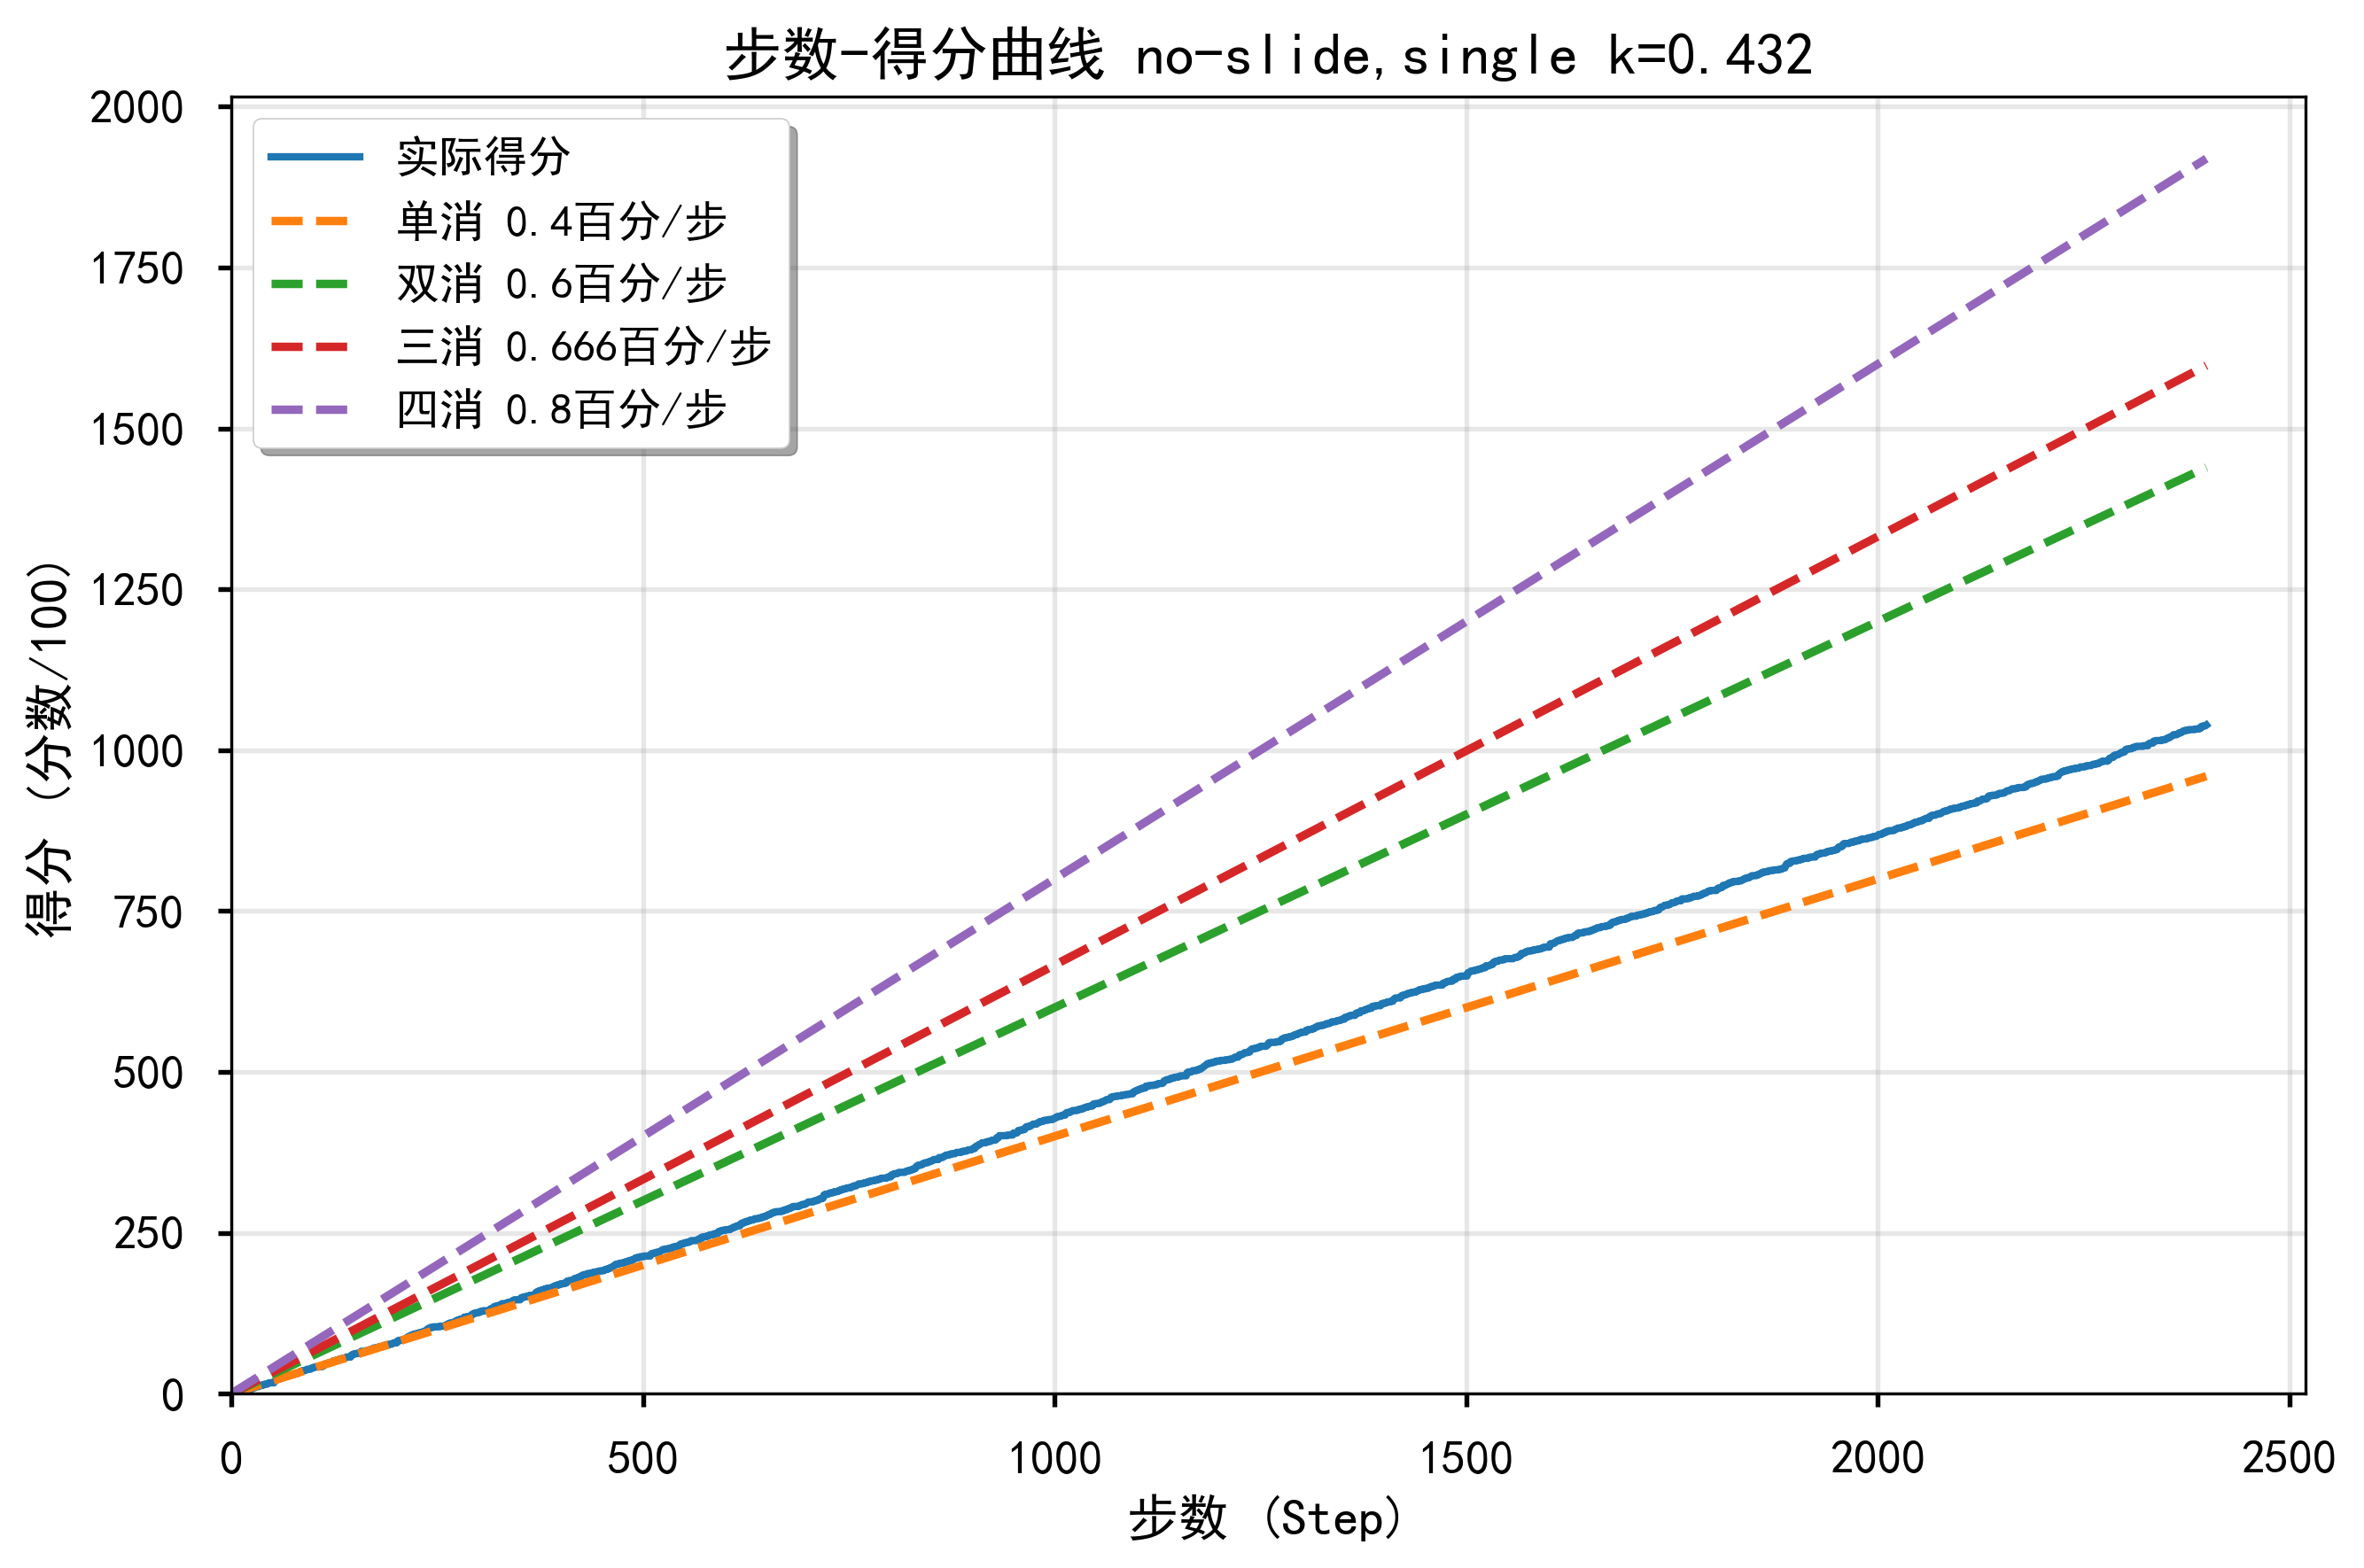 步数-得分曲线 no-slide,single k=0.432
实际得分
单消 0.4百分/步
双消 0.6百分/步
三消 0.666百分/步
四消 0.8百分/步
得分 (分数/100)
2000
1750
1500
1250
1000
750
500
250
0
0 500 1000 1500 2000 2500
步数 (Step)